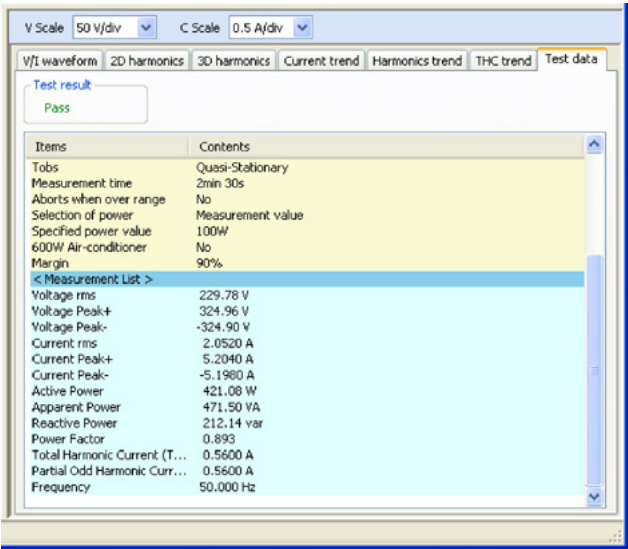 V Scale 50 V/div C Scale 0.5 A/div
V/I waveform 2D harmonics 3D harmonics Current trend Harmonics trend THC trend Test data
Test result
Pass
Items Contents
Tobs Quasi-Stationary
Measurement time 2min 30s
Aborts when over range No
Selection of power Measurement value
Specified power value 100W
600W Air-conditioner No
Margin 90%
< Measurement List >
Voltage rms 229.78 V
Voltage Peak+ 324.96 V
Voltage Peak- -324.90 V
Current rms 2.0520 A
Current Peak+ 5.2040 A
Current Peak- -5.1980 A
Active Power 421.08 W
Apparent Power 471.50 VA
Reactive Power 212.14 var
Power Factor 0.893
Total Harmonic Current (T... 0.5600 A
Partial Odd Harmonic Curr... 0.5600 A
Frequency 50.000 Hz